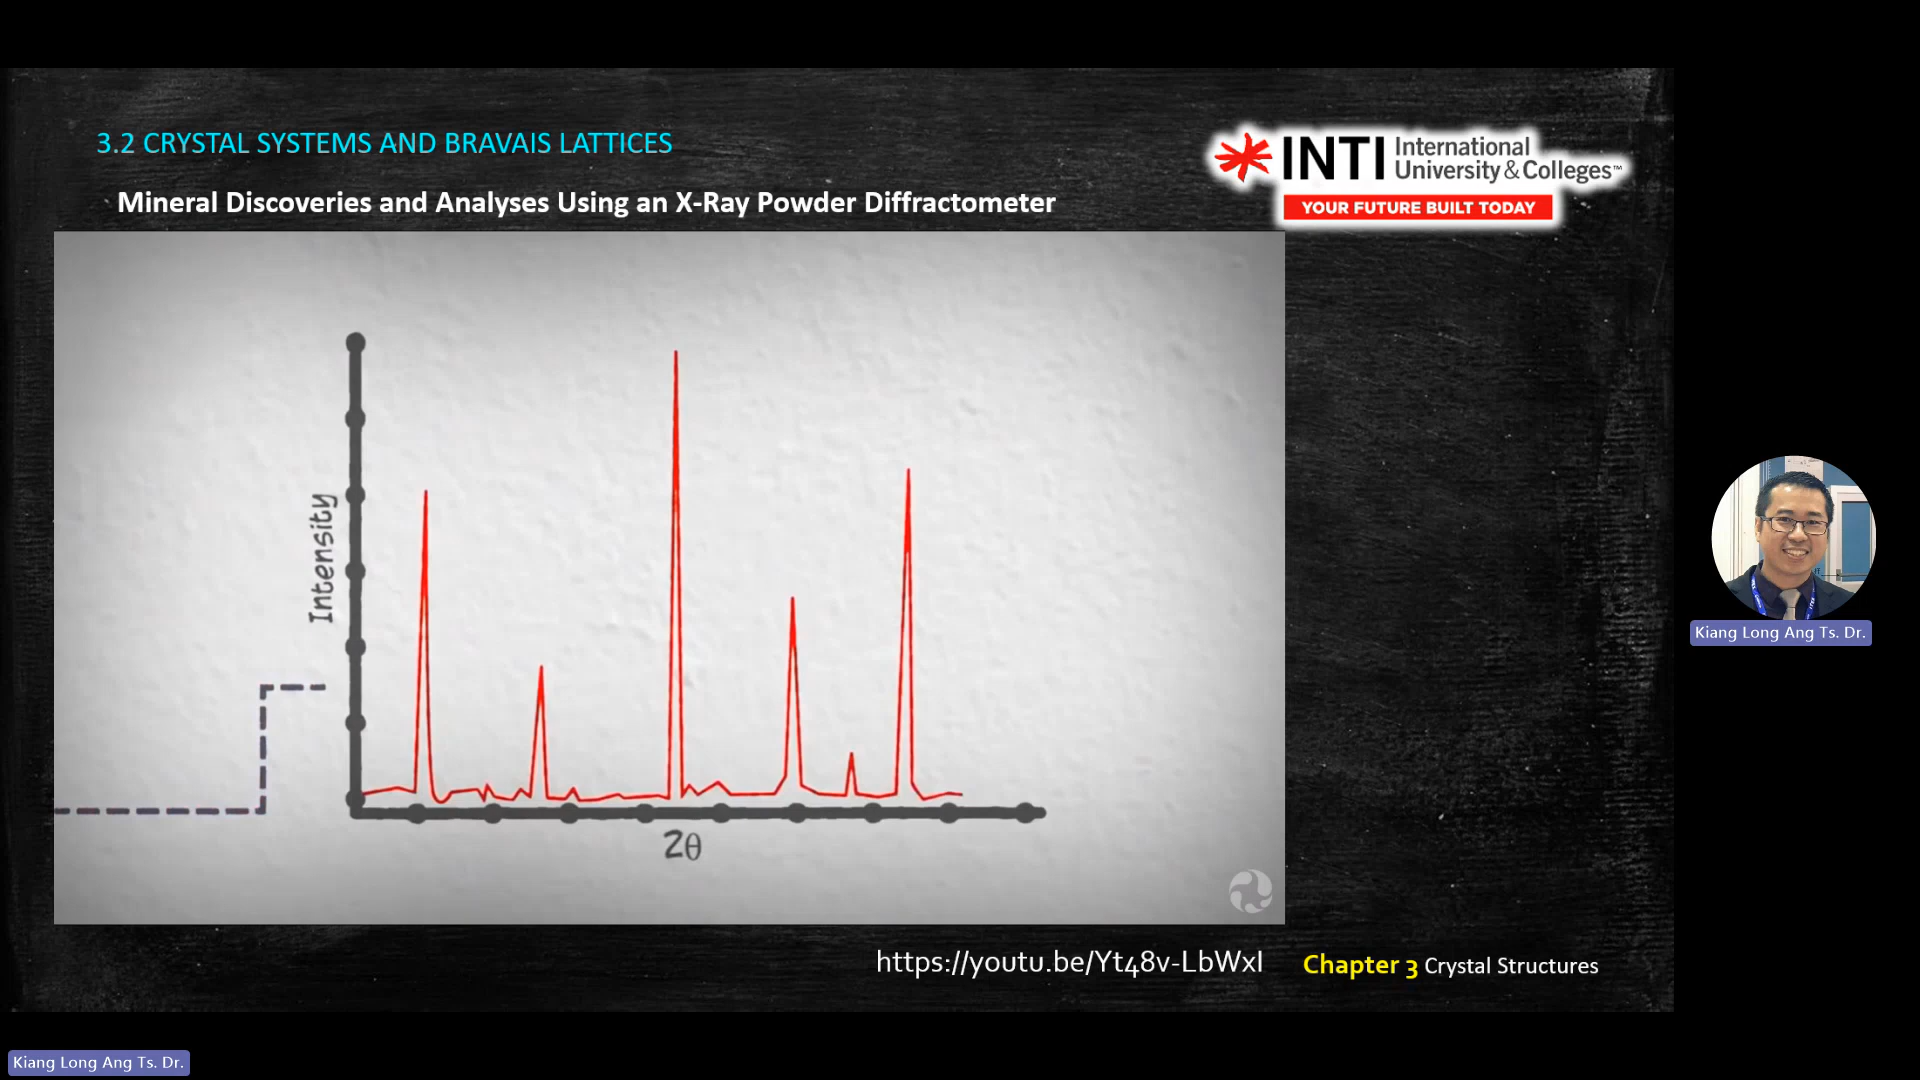 3.2 CRYSTAL SYSTEMS AND BRAVAIS LATTICES
INTI International
University & Colleges™
YOUR FUTURE BUILT TODAY
Mineral Discoveries and Analyses Using an X-Ray Powder Diffractometer
Intensity
2θ
Kiang Long Ang Ts. Dr.
https://youtu.be/Yt48v-LbWxI
Chapter 3 Crystal Structures
Kiang Long Ang Ts. Dr.